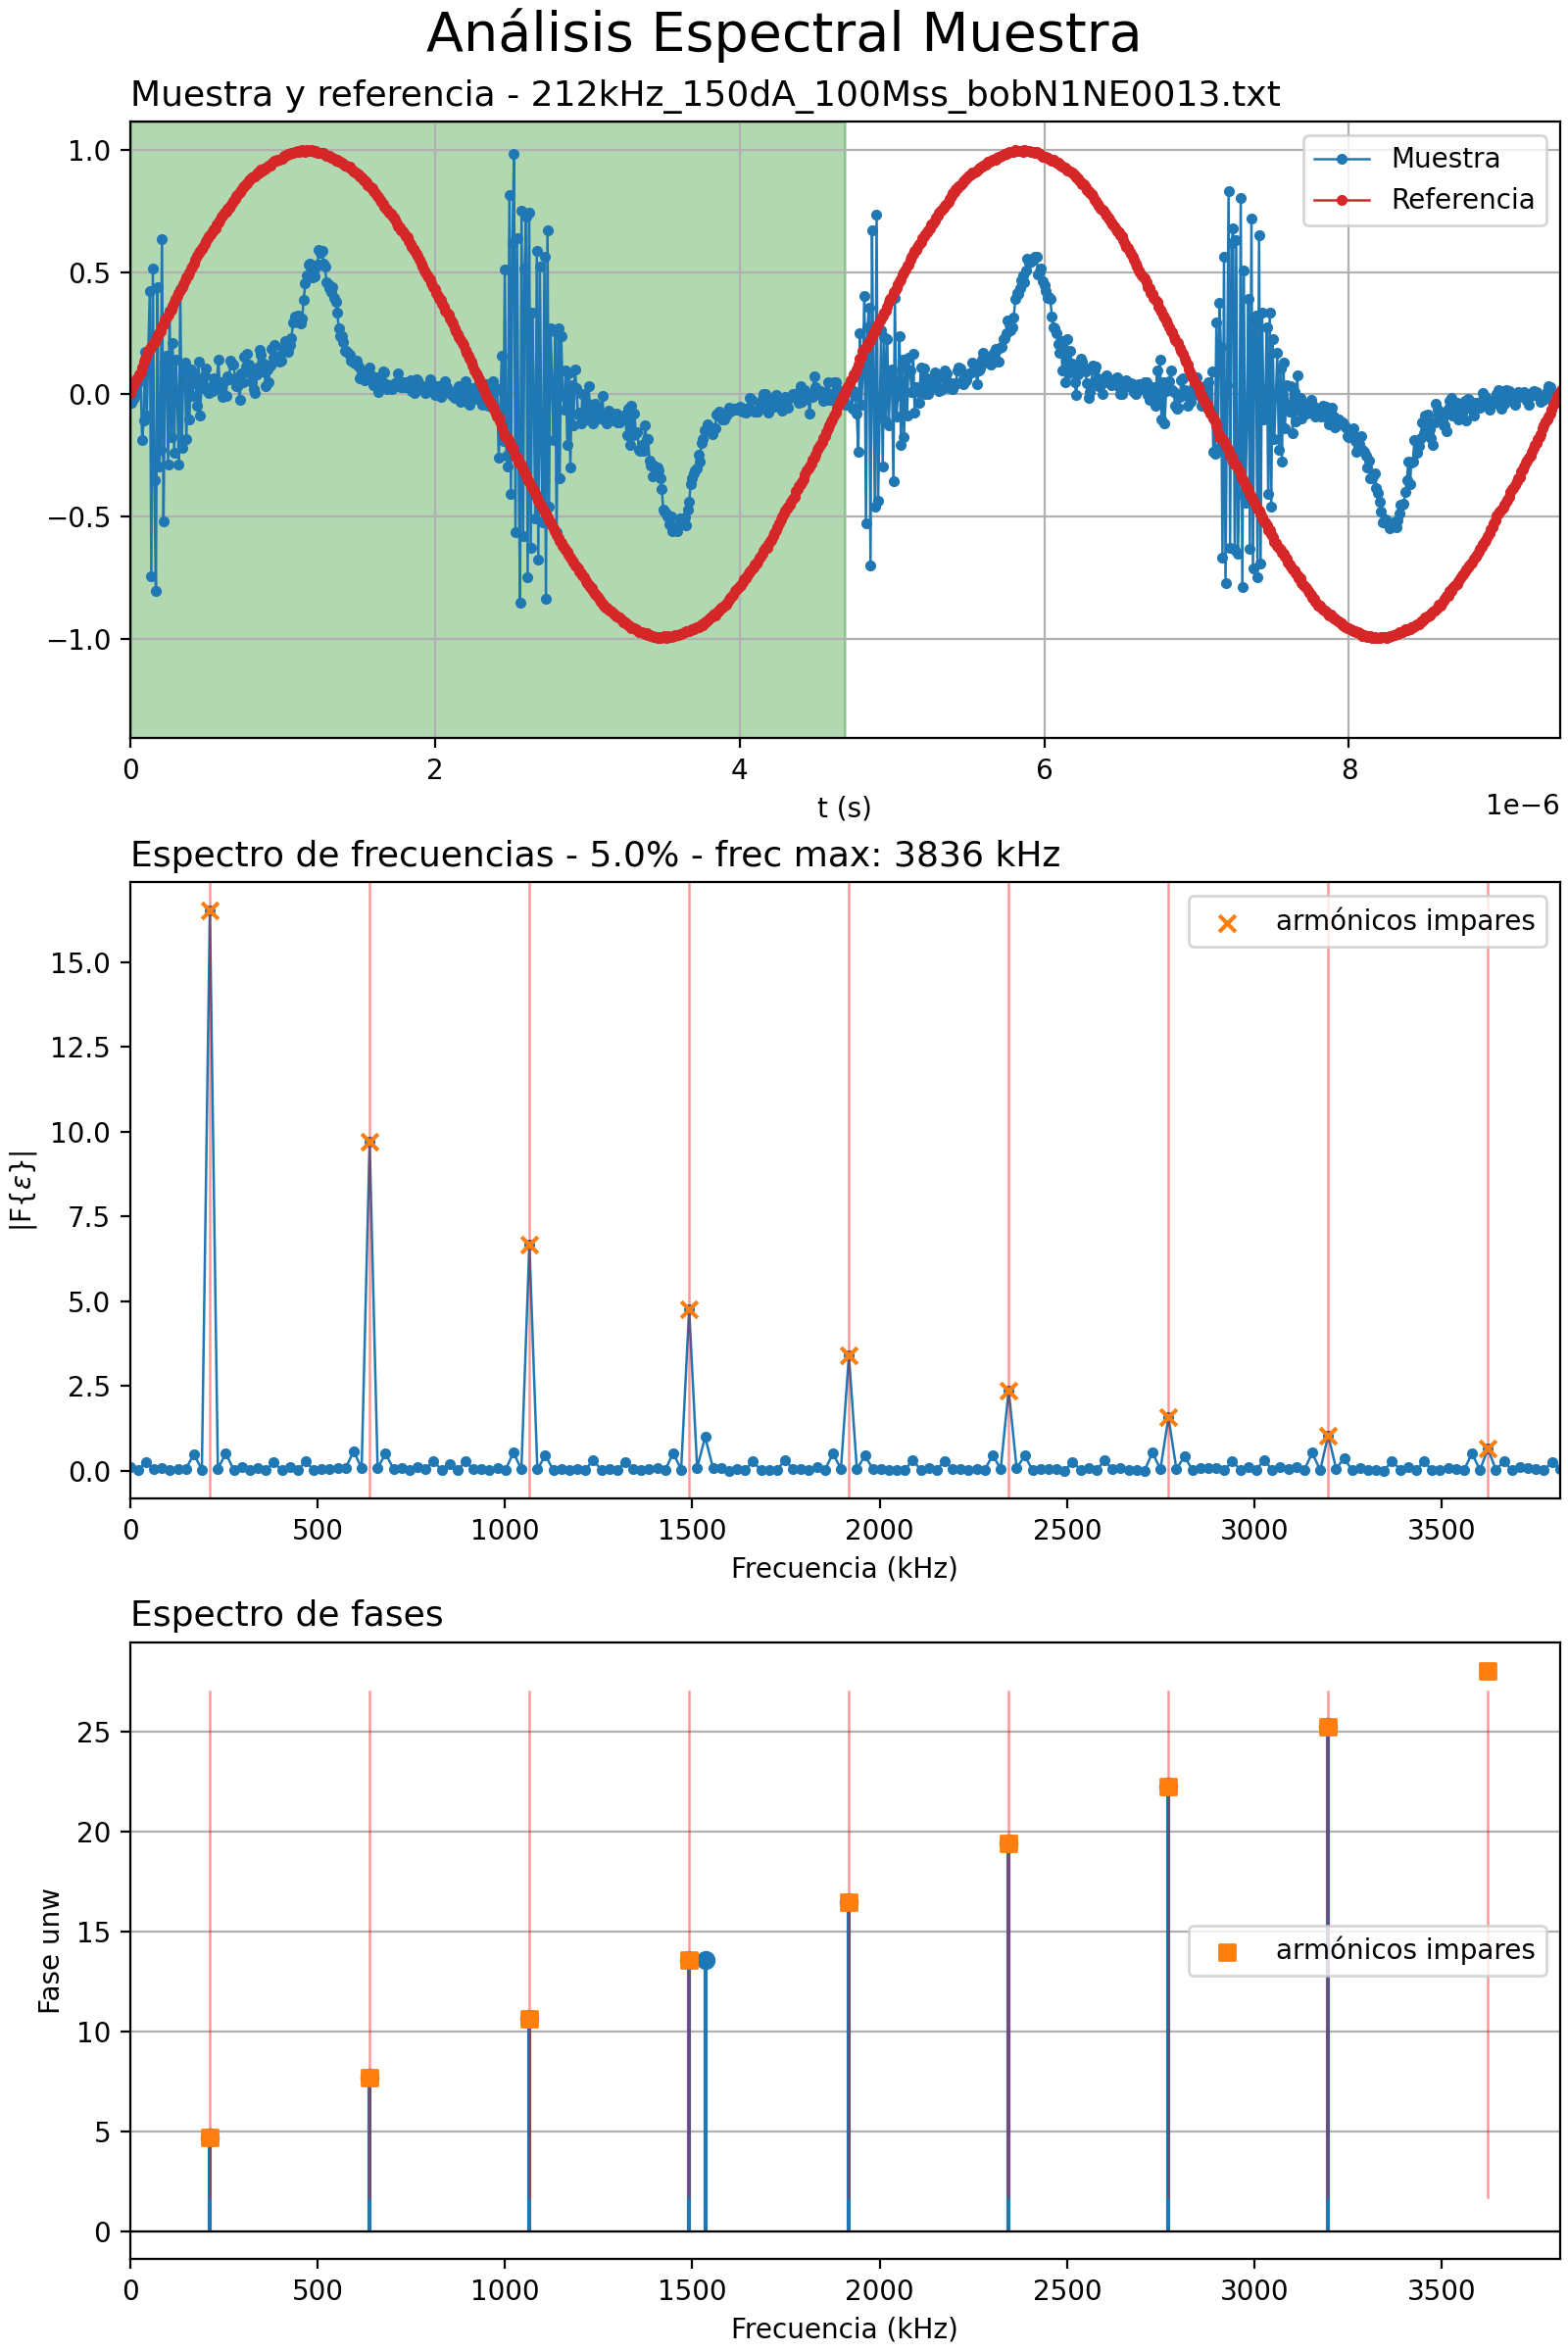 Análisis Espectral Muestra
Muestra y referencia - 212kHz_150dA_100Mss_bobN1NE0013.txt
Muestra
Referencia
1.0
0.5
0.0
−0.5
−1.0
0 2 4 6 8
t (s)
1e−6
Espectro de frecuencias - 5.0% - frec max: 3836 kHz
armónicos impares
|F{ε}|
15.0
12.5
10.0
7.5
5.0
2.5
0.0
0 500 1000 1500 2000 2500 3000 3500
Frecuencia (kHz)
Espectro de fases
Fase unw
armónicos impares
25
20
15
10
5
0
0 500 1000 1500 2000 2500 3000 3500
Frecuencia (kHz)